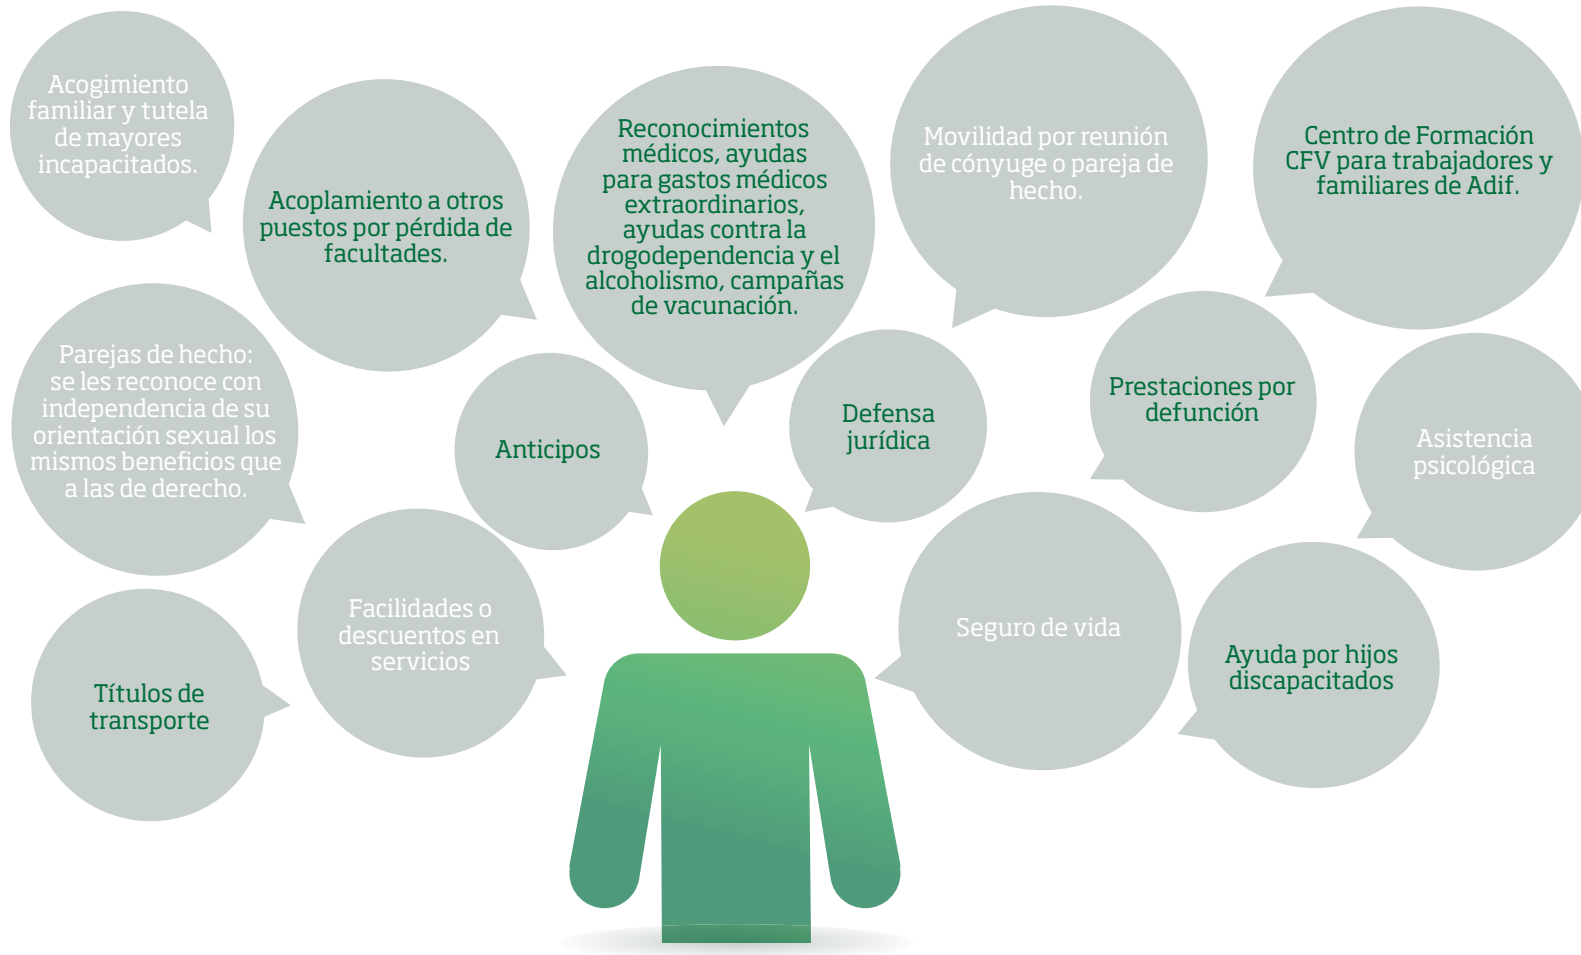 Acogimiento
familiar y tutela
de mayores
incapacitados.
Acoplamiento a otros
puestos por pérdida de
facultades.
Reconocimientos
médicos, ayudas
para gastos médicos
extraordinarios,
ayudas contra la
drogodependencia y el
alcoholismo, campañas
de vacunación.
Movilidad por reunión
de cónyuge o pareja de
hecho.
Centro de Formación
CFV para trabajadores y
familiares de Adif.
Parejas de hecho:
se les reconoce con
independencia de su
orientación sexual los
mismos beneficios que
a las de derecho.
Anticipos
Defensa
jurídica
Prestaciones por
defunción
Asistencia
psicológica
Títulos de
transporte
Facilidades o
descuentos en
servicios
Seguro de vida
Ayuda por hijos
discapacitados